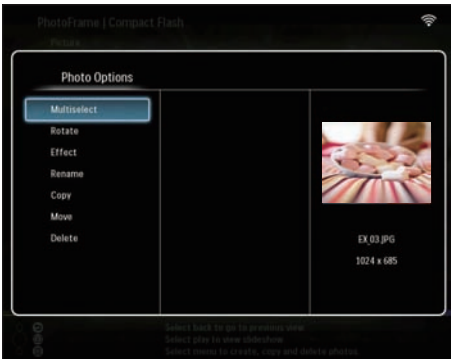 PhotoFrame | Compact Flash
Picture
Photo Options
Multiselect
Rotate
Effect
Rename
Copy
Move
Delete
EX_03.JPG
1024 x 685
Select back to go to previous view
Select play to view slideshow
Select menu to create, copy and delete photos